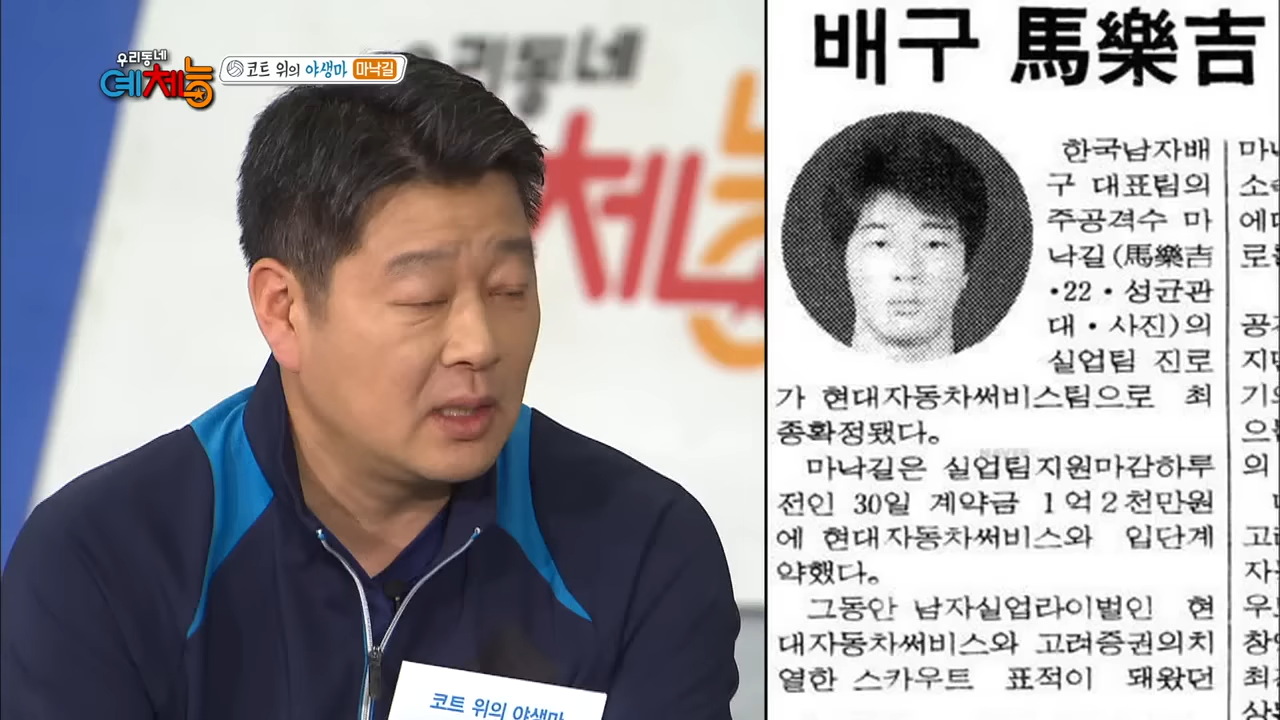 우리동네
예체능
코트 위의 야생마 마낙길
우리동네
체
코트 위의 야생마
배구 馬樂吉
한국남자배
구 대표팀의
주공격수 마
낙길(馬樂吉
·22·성균관
대·사진)의
실업팀 진로
가 현대자동차써비스팀으로 최
종확정됐다.
마낙길은 실업팀지원마감하루
전인 30일 계약금 1억2천만원
에 현대자동차써비스와 입단계
약했다.
그동안 남자실업라이벌인 현
대자동차써비스와 고려증권의치
열한 스카우트 표적이 돼왔던